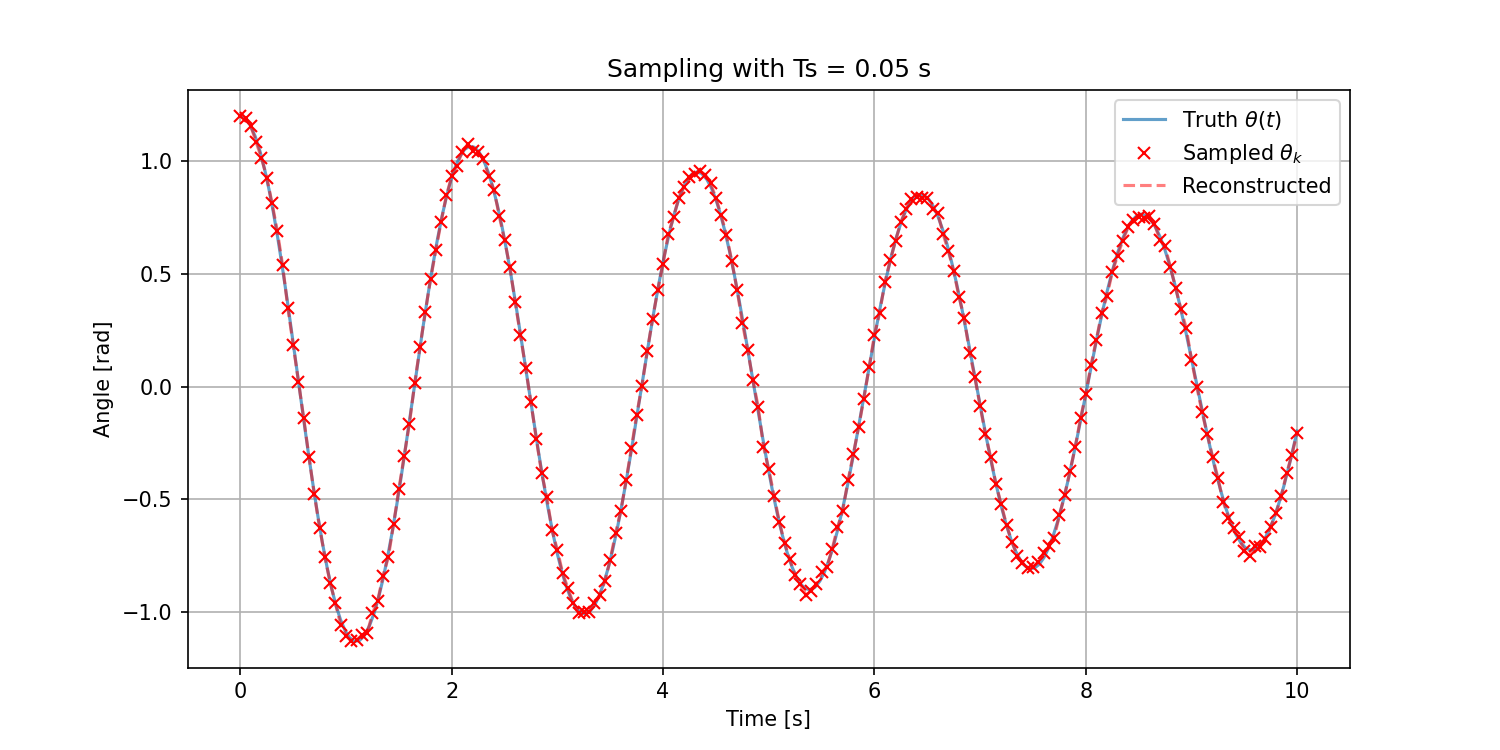 Sampling with Ts = 0.05 s
Truth θ(t)
Sampled θₖ
Reconstructed
Angle [rad]
1.0
0.5
0.0
−0.5
−1.0
0 2 4 6 8 10
Time [s]